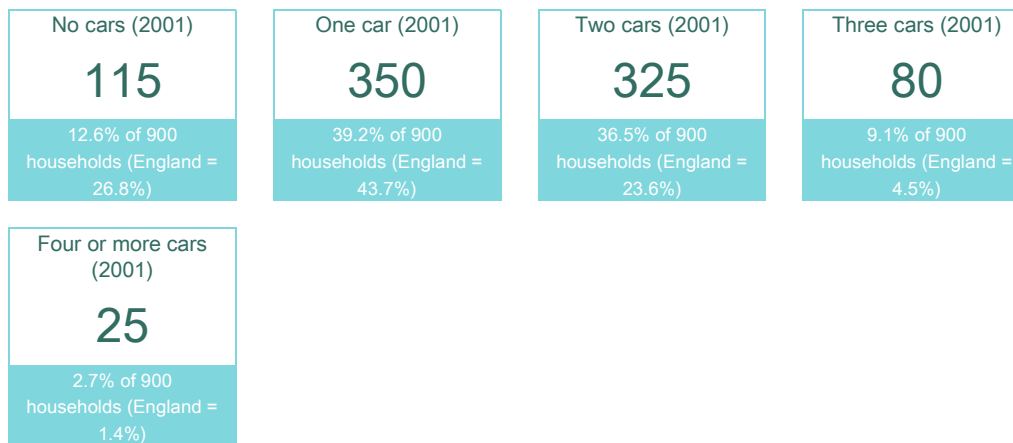 No cars (2001)
115
12.6% of 900
households (England =
26.8%)
One car (2001)
350
39.2% of 900
households (England =
43.7%)
Two cars (2001)
325
36.5% of 900
households (England =
23.6%)
Three cars (2001)
80
9.1% of 900
households (England =
4.5%)
Four or more cars
(2001)
25
2.7% of 900
households (England =
1.4%)